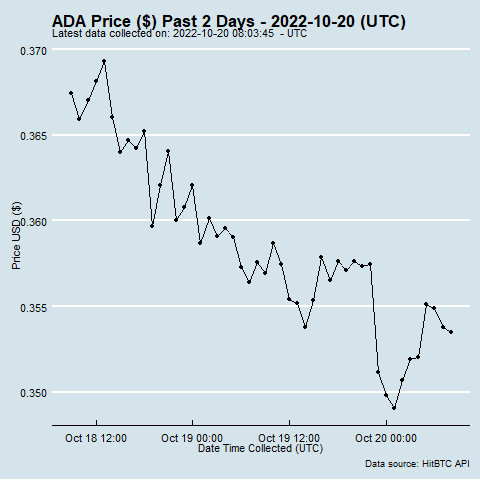 ADA Price ($) Past 2 Days - 2022-10-20 (UTC)
Latest data collected on: 2022-10-20 08:03:45 - UTC
0.370
0.365
0.360
0.355
0.350
Price USD ($)
Oct 18 12:00
Oct 19 00:00
Oct 19 12:00
Oct 20 00:00
Date Time Collected (UTC)
Data source: HitBTC API